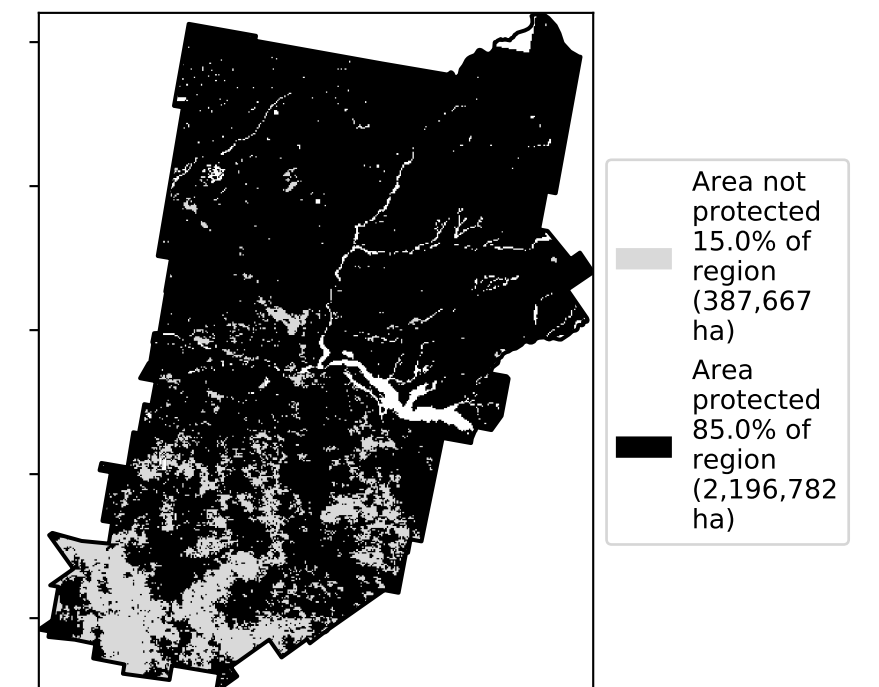 Area not
protected
15.0% of
region
(387,667
ha)
Area
protected
85.0% of
region
(2,196,782
ha)